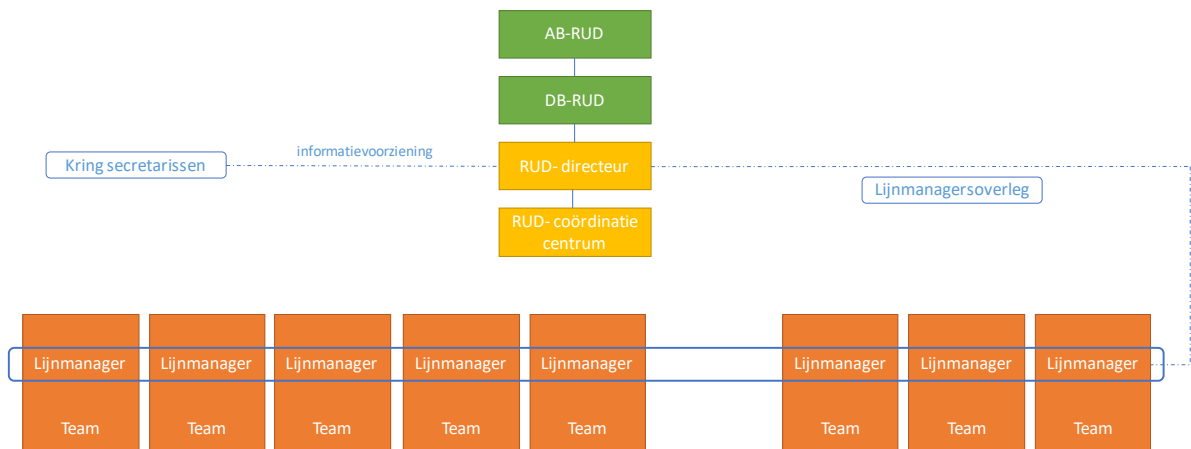 AB-RUD
DB-RUD
informatievoorziening
Kring secretarissen
RUD- directeur
Lijnmanagersoverleg
RUD- coördinatie
centrum
Lijnmanager Lijnmanager Lijnmanager Lijnmanager Lijnmanager Lijnmanager Lijnmanager Lijnmanager
Team Team Team Team Team Team Team Team